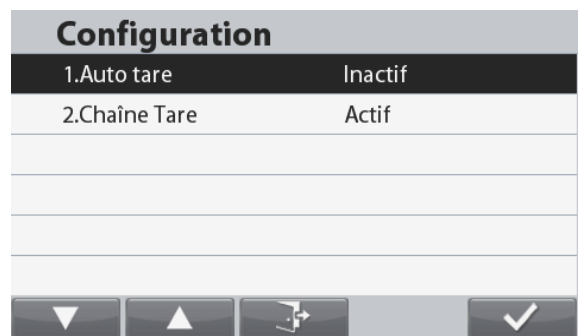 Configuration
1.Auto tare Inactif
2.Chaîne Tare Actif